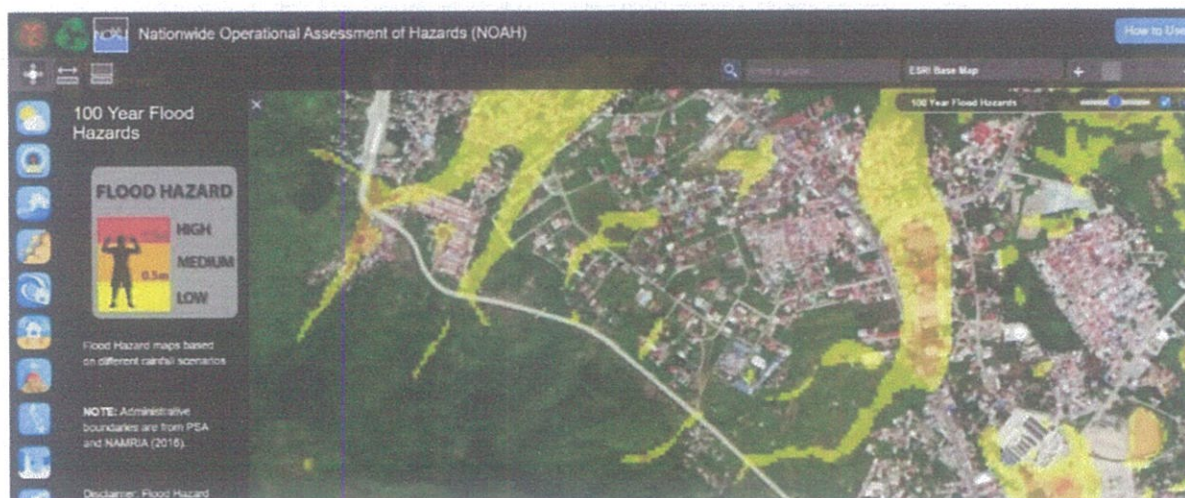 NOAH Nationwide Operational Assessment of Hazards (NOAH)
How to Use
ESRI Base Map
100 Year Flood Hazards
100 Year Flood
Hazards
FLOOD HAZARD
HIGH
MEDIUM
0.5m
LOW
Flood Hazard maps based
on different rainfall scenarios
NOTE: Administrative
boundaries are from PSA
and NAMRIA (2016).
Disclaimer: Flood Hazard